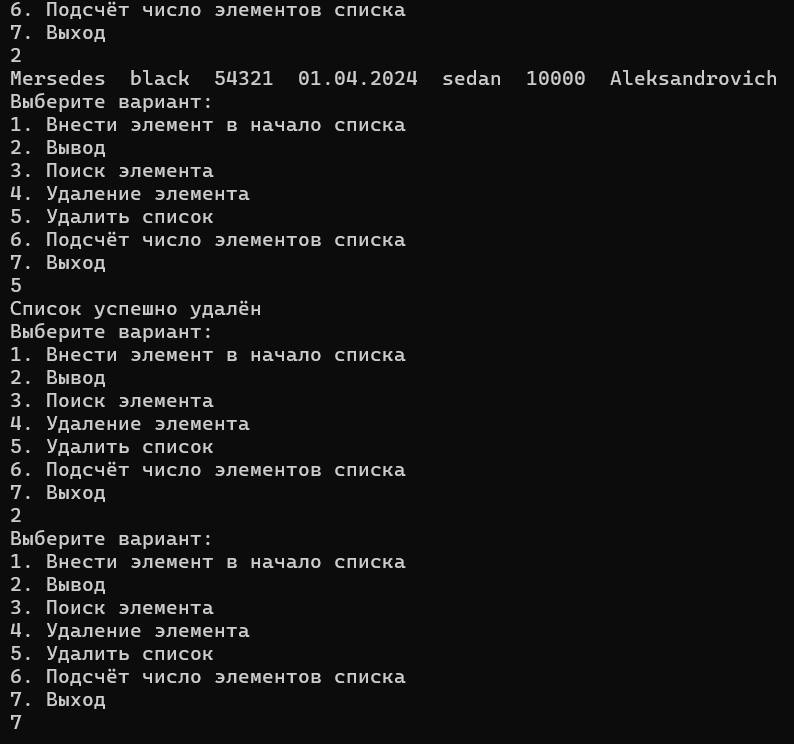 6. Подсчёт число элементов списка
7. Выход
2
Mersedes  black  54321  01.04.2024  sedan  10000  Aleksandrovich
Выберите вариант:
1. Внести элемент в начало списка
2. Вывод
3. Поиск элемента
4. Удаление элемента
5. Удалить список
6. Подсчёт число элементов списка
7. Выход
5
Список успешно удалён
Выберите вариант:
1. Внести элемент в начало списка
2. Вывод
3. Поиск элемента
4. Удаление элемента
5. Удалить список
6. Подсчёт число элементов списка
7. Выход
2
Выберите вариант:
1. Внести элемент в начало списка
2. Вывод
3. Поиск элемента
4. Удаление элемента
5. Удалить список
6. Подсчёт число элементов списка
7. Выход
7